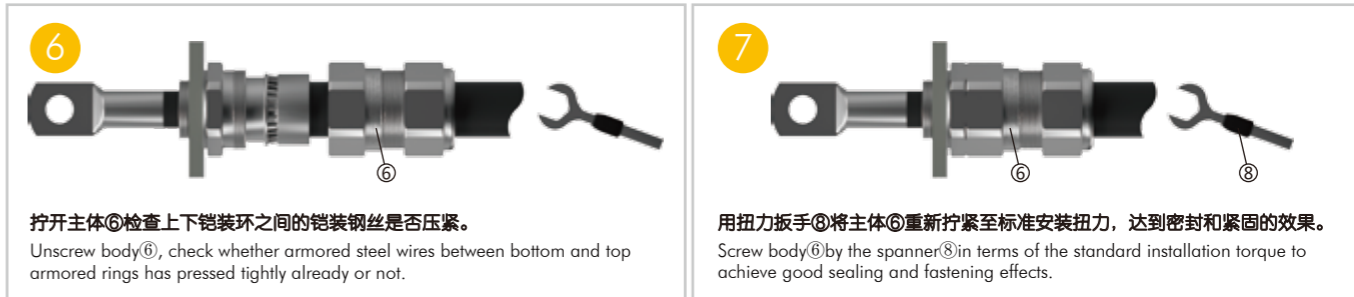 6
⑥
拧开主体⑥检查上下铠装环之间的铠装钢丝是否压紧。
Unscrew body⑥, check whether armored steel wires between bottom and top
armored rings has pressed tightly already or not.
7
⑥
⑧
用扭力扳手⑧将主体⑥重新拧紧至标准安装扭力，达到密封和紧固的效果。
Screw body⑥by the spanner⑧in terms of the standard installation torque to
achieve good sealing and fastening effects.